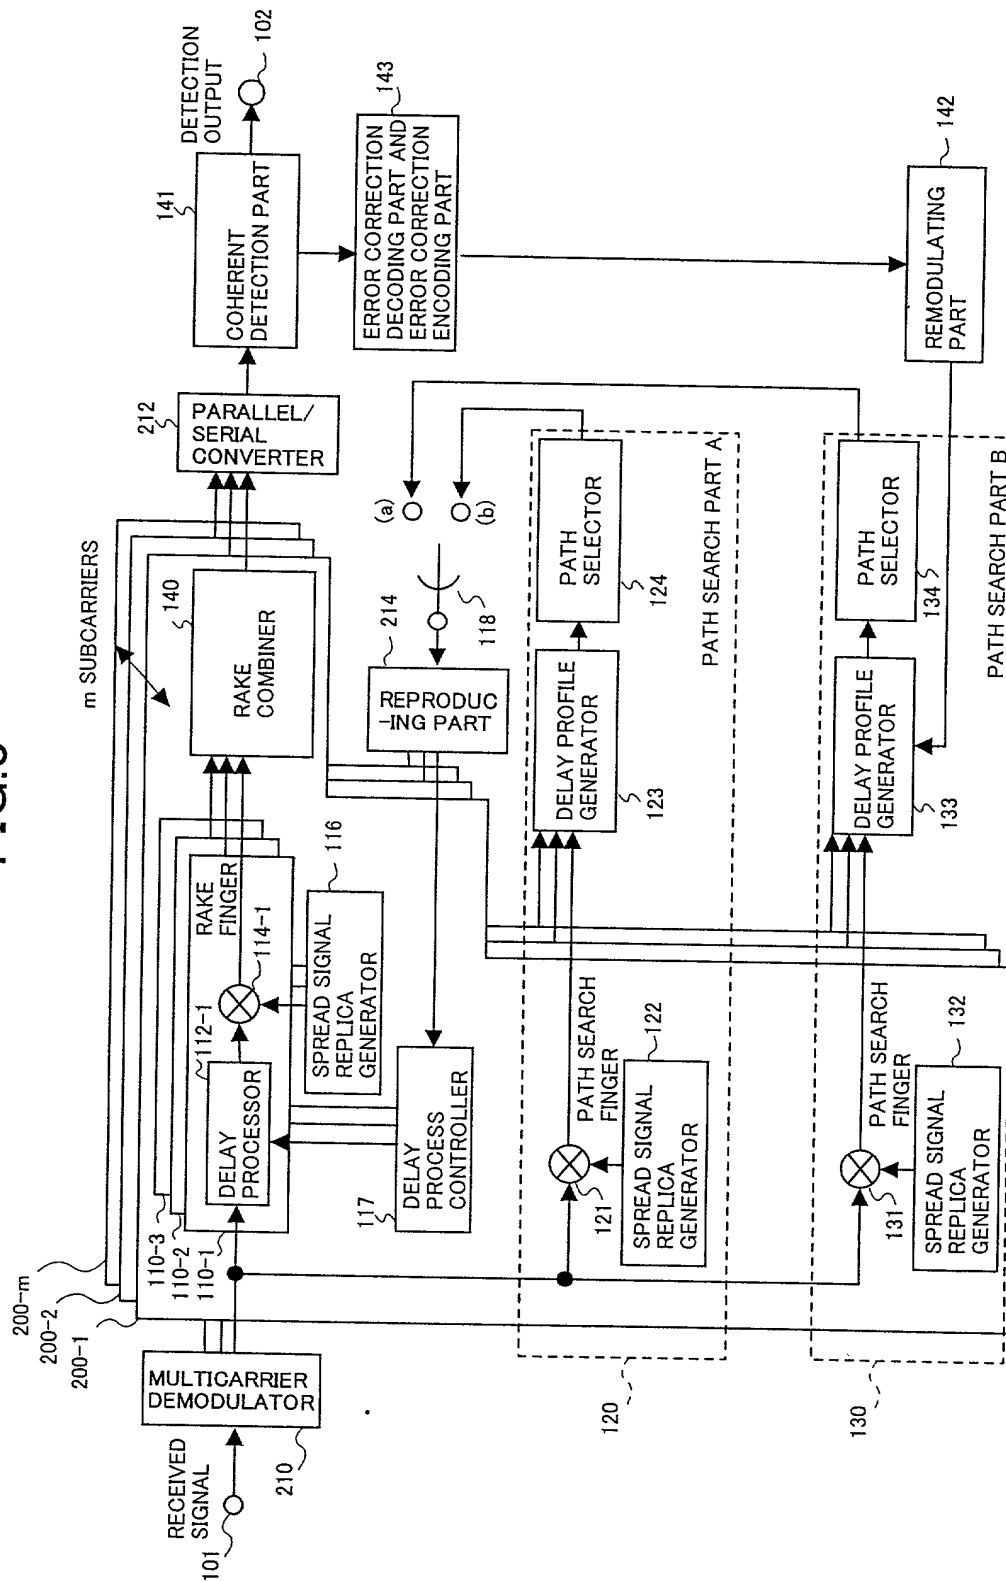 RECEIVED
SIGNAL
101
MULTICARRIER
DEMODULATOR
210
200-m
200-2
200-1
m SUBCARRIERS
110-3
110-2
110-1
RAKE
FINGER
DELAY
PROCESSOR
112-1
114-1
SPREAD SIGNAL
REPLICA
GENERATOR
116
DELAY
PROCESS
CONTROLLER
117
RAKE
COMBINER
140
PARALLEL/
SERIAL
CONVERTER
212
COHERENT
DETECTION PART
141
DETECTION
OUTPUT
102
ERROR CORRECTION
DECODING PART AND
ERROR CORRECTION
ENCODING PART
143
REPRODUC
-ING PART
214
118
(a)
(b)
121
SPREAD SIGNAL
REPLICA
GENERATOR
122
PATH SEARCH
FINGER
DELAY PROFILE
GENERATOR
123
PATH
SELECTOR
124
PATH SEARCH PART A
120
131
SPREAD SIGNAL
REPLICA
GENERATOR
132
PATH SEARCH
FINGER
DELAY PROFILE
GENERATOR
133
PATH
SELECTOR
134
REMODULATING
PART
142
PATH SEARCH PART B
130